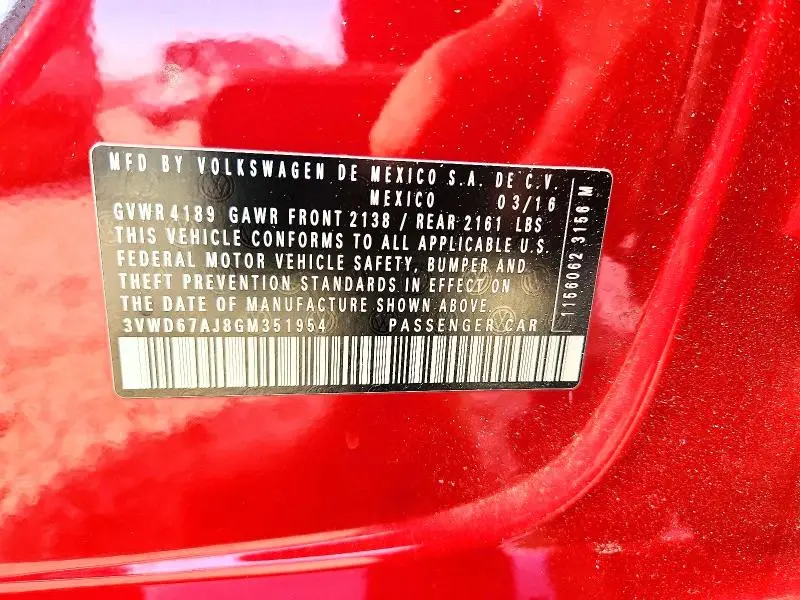 MFD BY VOLKSWAGEN DE MEXICO S.A. DE C.V.
MEXICO 03/16
GVWR 4189 GAWR FRONT 2138 / REAR 2161 LBS
THIS VEHICLE CONFORMS TO ALL APPLICABLE U.S.
FEDERAL MOTOR VEHICLE SAFETY, BUMPER AND
THEFT PREVENTION STANDARDS IN EFFECT ON
THE DATE OF MANUFACTURE SHOWN ABOVE.
3VWD67AJ8GM351954 PASSENGER CAR
1156062 3156 M